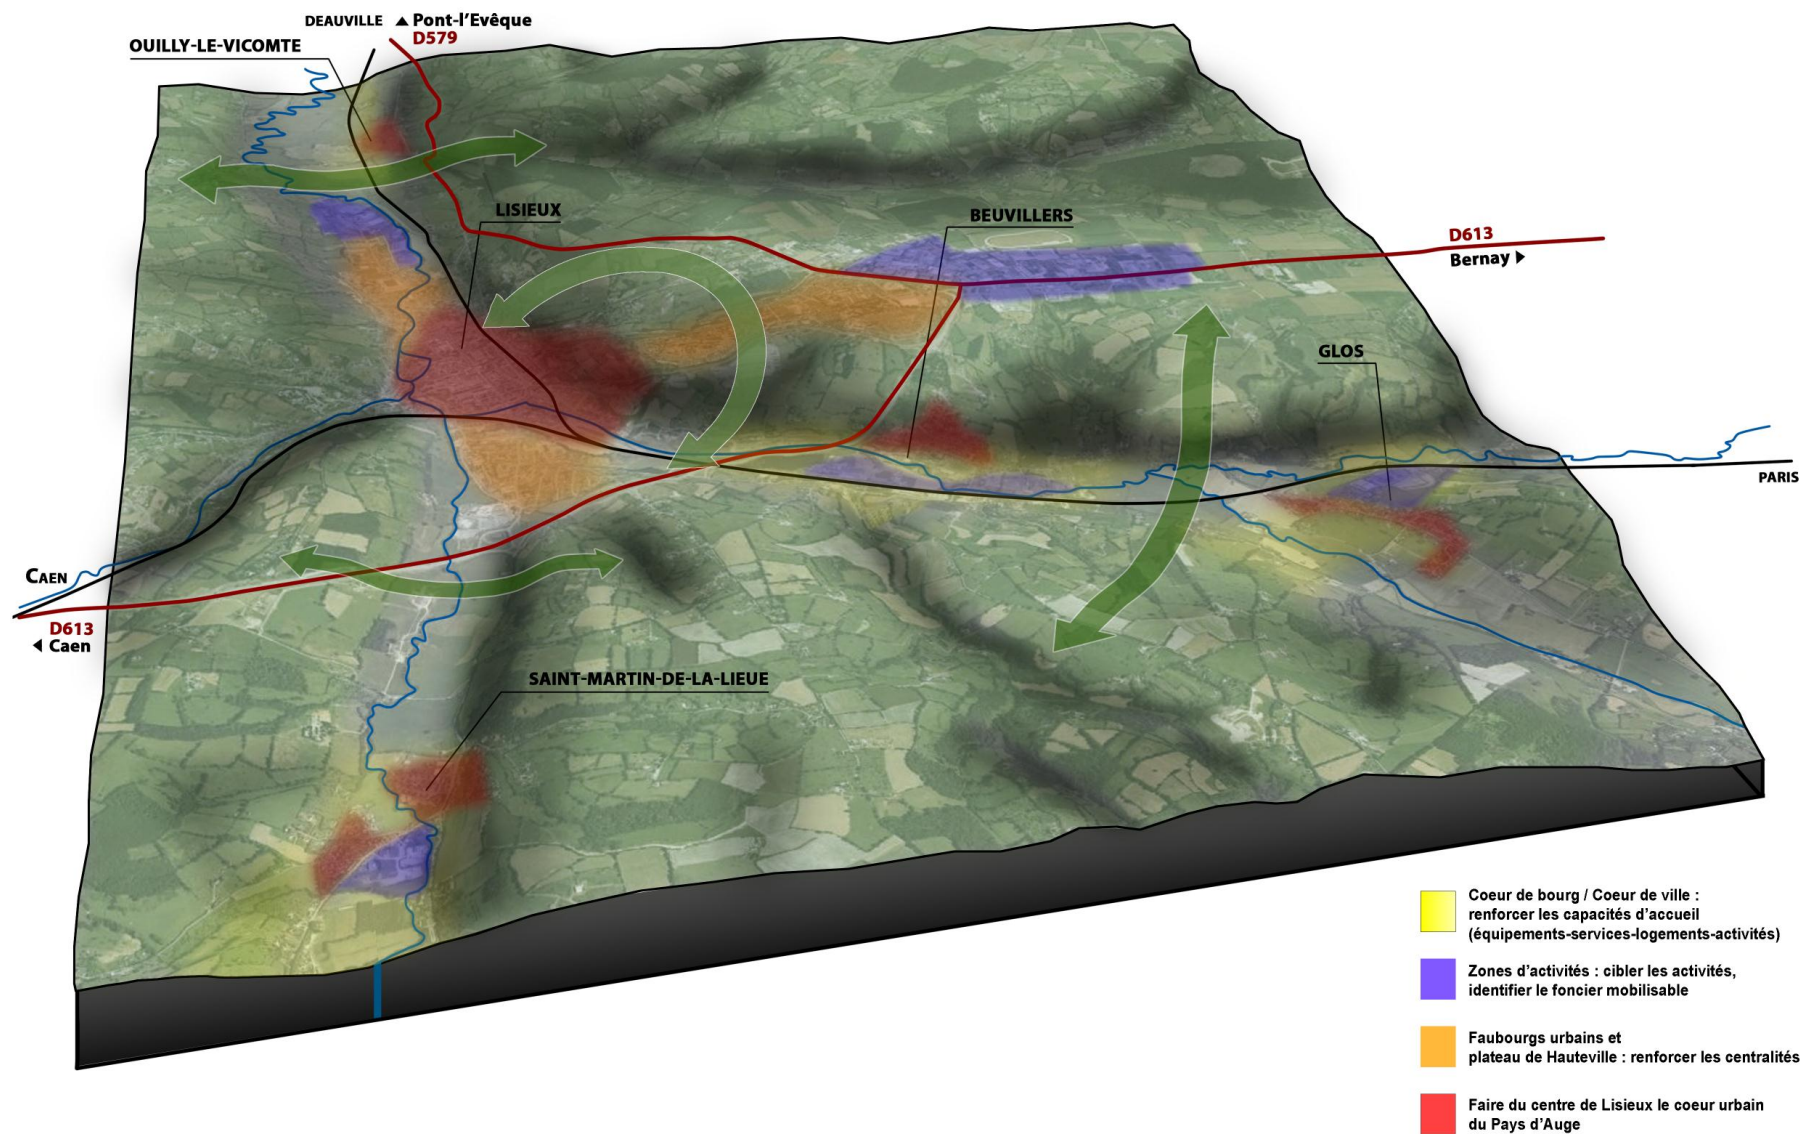 DEAUVILLE ▲ Pont-l'Evêque
D579
OUILLY-LE-VICOMTE
LISIEUX
BEUVILLERS
D613
Bernay ▶
GLOS
PARIS
CAEN
D613
◀ Caen
SAINT-MARTIN-DE-LA-LIEUE
Coeur de bourg / Coeur de ville :
renforcer les capacités d'accueil
(équipements-services-logements-activités)
Zones d'activités : cibler les activités,
identifier le foncier mobilisable
Faubourgs urbains et
plateau de Hauteville : renforcer les centralités
Faire du centre de Lisieux le coeur urbain
du Pays d'Auge